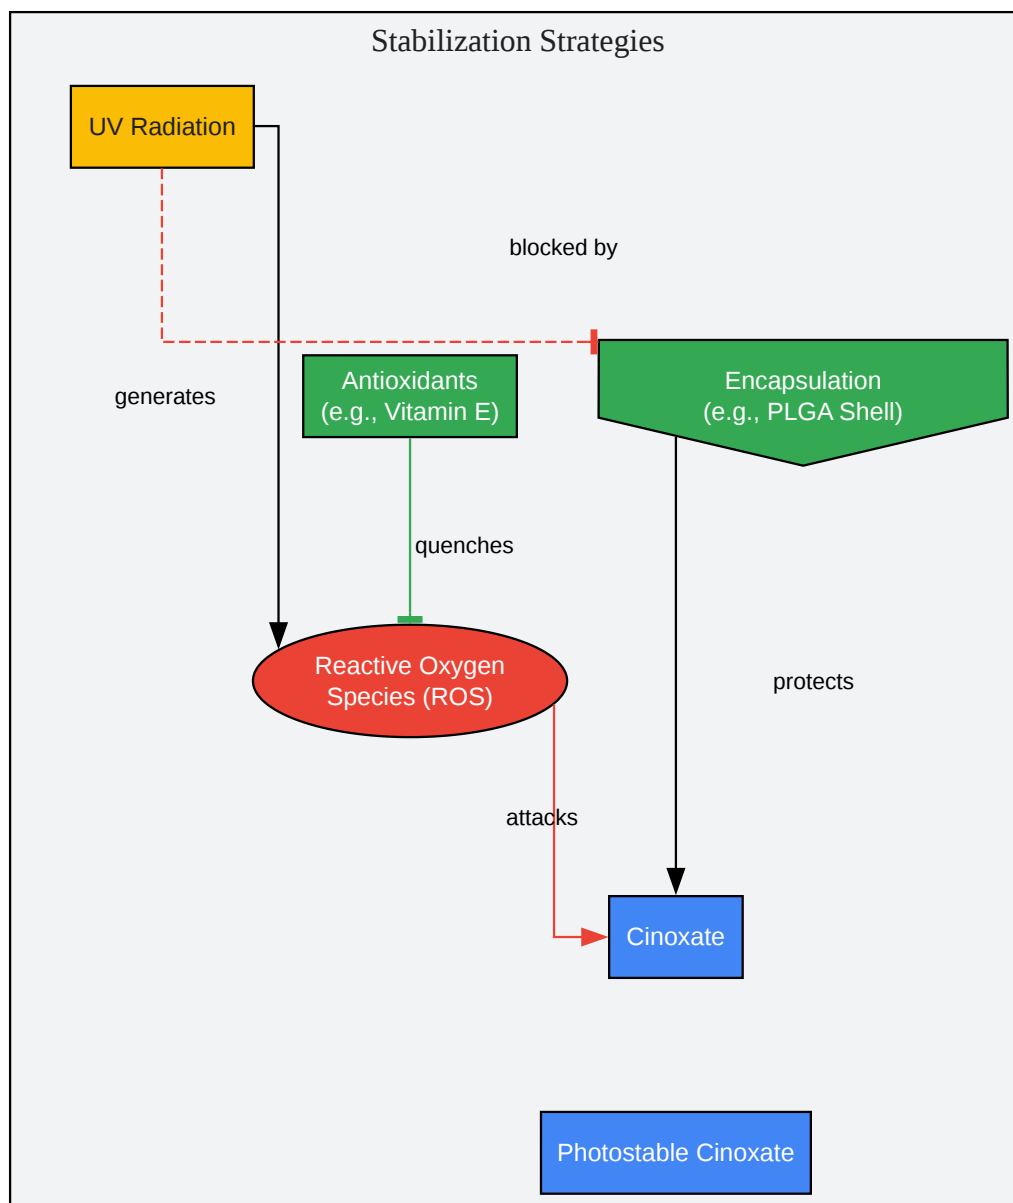 Stabilization Strategies
UV Radiation
blocked by
generates
Antioxidants
(e.g., Vitamin E)
Encapsulation
(e.g., PLGA Shell)
quenches
Reactive Oxygen
Species (ROS)
protects
attacks
Cinoxate
Photostable Cinoxate